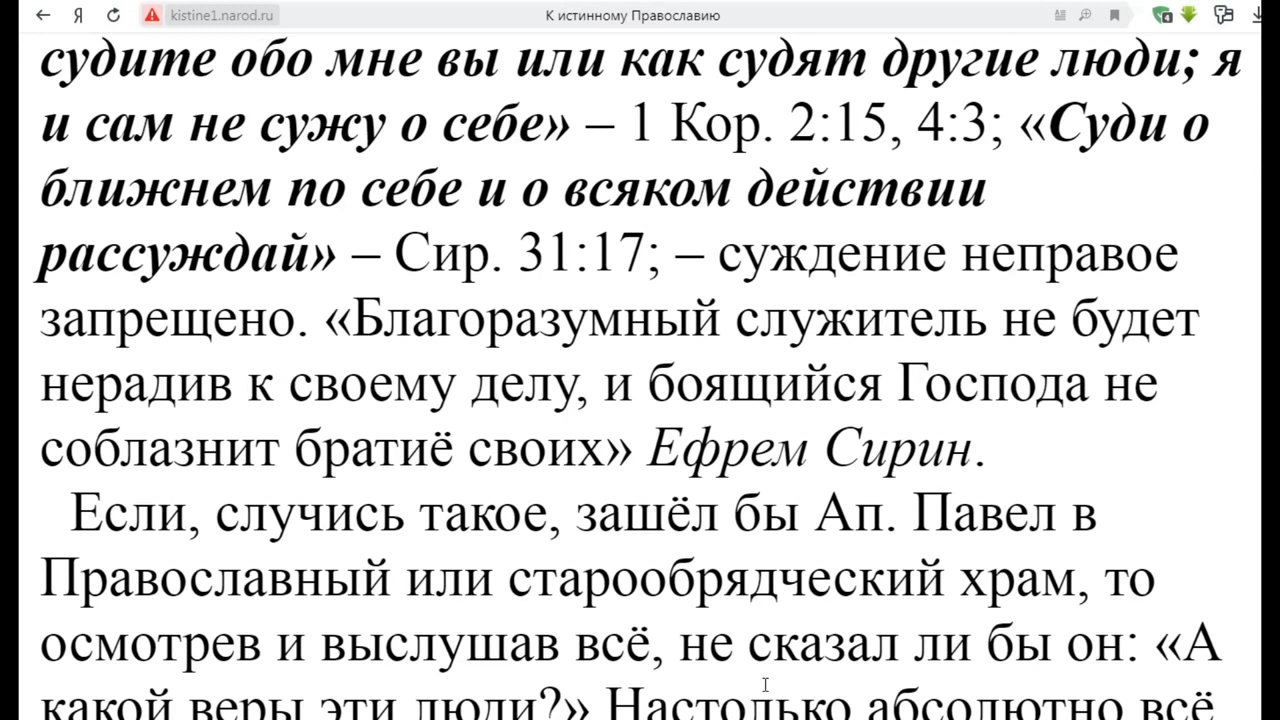 kistine1.narod.ru
К истинному Православию
судите обо мне вы или как судят другие люди; я
и сам не сужу о себе» – 1 Кор. 2:15, 4:3; «Суди о
ближнем по себе и о всяком действии
рассуждай» – Сир. 31:17; – суждение неправое
запрещено. «Благоразумный служитель не будет
нерадив к своему делу, и боящийся Господа не
соблазнит братиё своих» Ефрем Сирин.
Если, случись такое, зашёл бы Ап. Павел в
Православный или старообрядческий храм, то
осмотрев и выслушав всё, не сказал ли бы он: «А
какой веры эти люди?» Настолько абсолютно всё